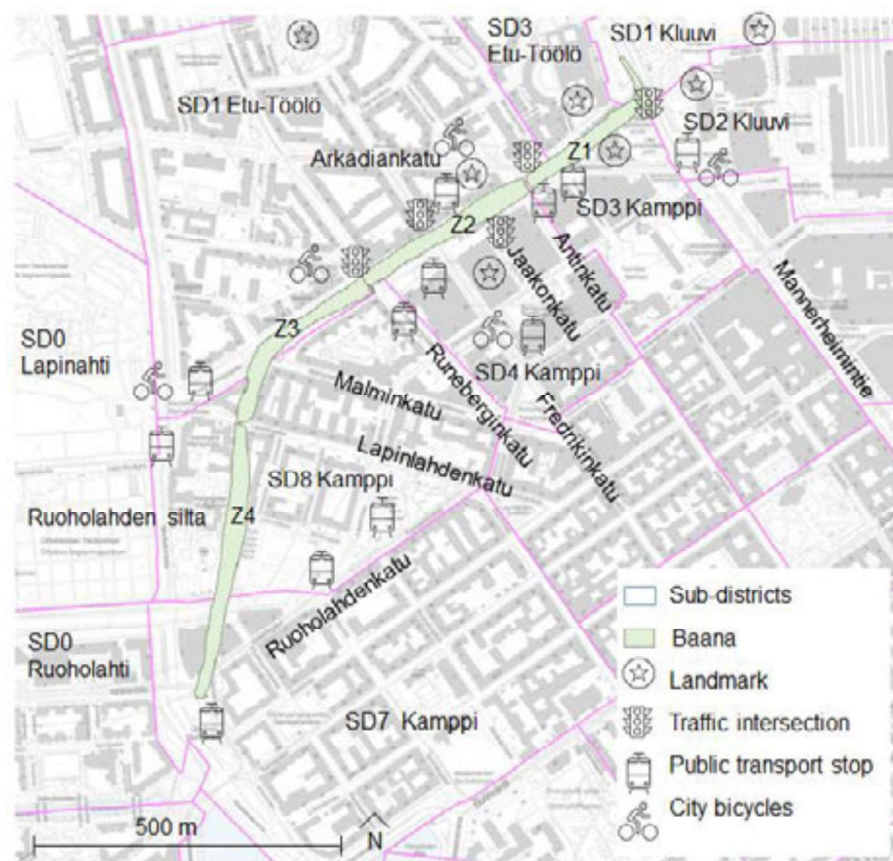 SD3
Etu-Töölö
SD1 Kluuvi
SD1 Etu-Töölö
SD2 Kluuvi
Arkadiankatu
Z1
SD3 Kamppi
Z2
Jaakonkatu
Antinkatu
Mannerheimintie
Z3
SD0
Lapinahti
SD4 Kamppi
Malminkatu
Runeberginkatu
Fredrikinkatu
Lapinlahdenkatu
SD8 Kamppi
Ruoholahden silta
Z4
Ruoholahdenkatu
SD0
Ruoholahti
SD7 Kamppi
Sub-districts
Baana
Landmark
Traffic intersection
Public transport stop
City bicycles
500 m
N